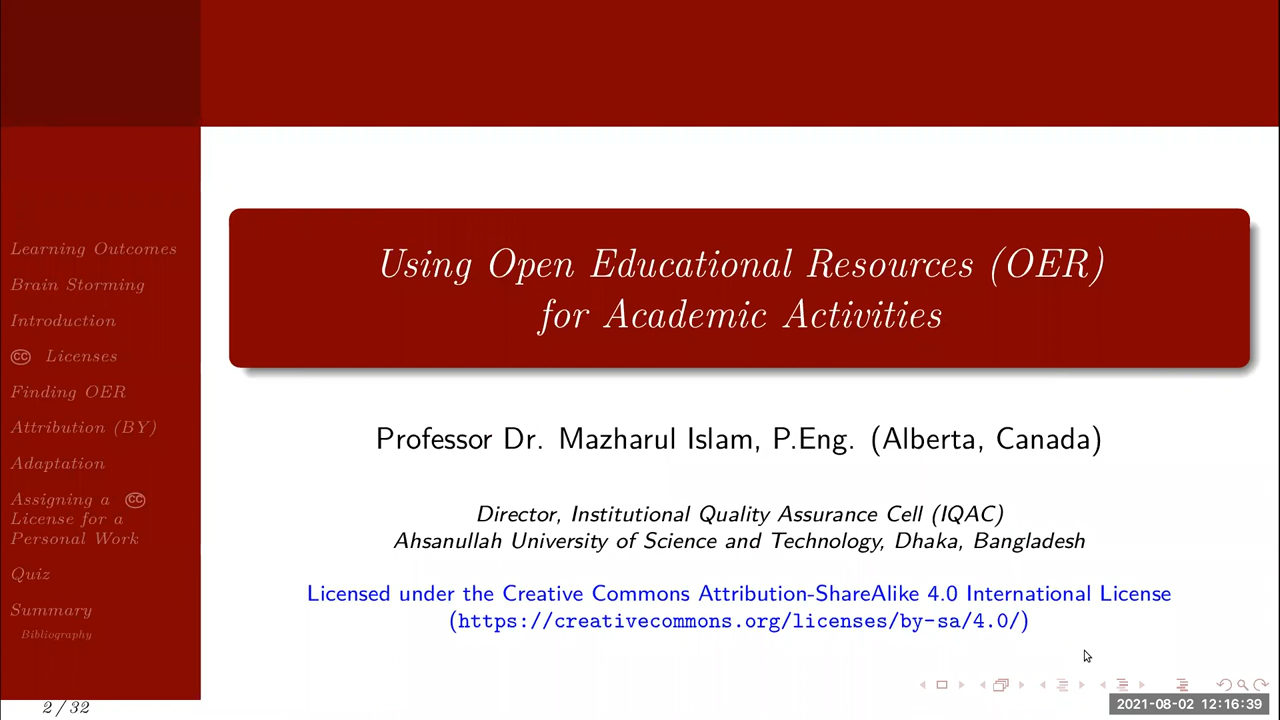 Learning Outcomes
Brain Storming
Introduction
cc Licenses
Finding OER
Attribution (BY)
Adaptation
Assigning a cc
License for a
Personal Work
Quiz
Summary
Bibliography
2 / 32
Using Open Educational Resources (OER)
for Academic Activities
Professor Dr. Mazharul Islam, P.Eng. (Alberta, Canada)
Director, Institutional Quality Assurance Cell (IQAC)
Ahsanullah University of Science and Technology, Dhaka, Bangladesh
Licensed under the Creative Commons Attribution-ShareAlike 4.0 International License
(https://creativecommons.org/licenses/by-sa/4.0/)
2021-08-02 12:16:39